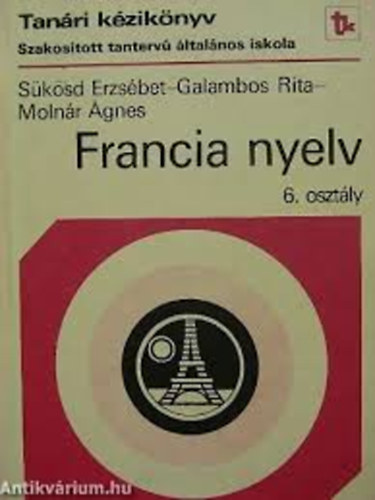 Tanári kézikönyv
tk
Szakosított tantervű általános iskola
Sükösd Erzsébet–Galambos Rita–
Molnár Ágnes
Francia nyelv
6. osztály
Antikvárium.hu